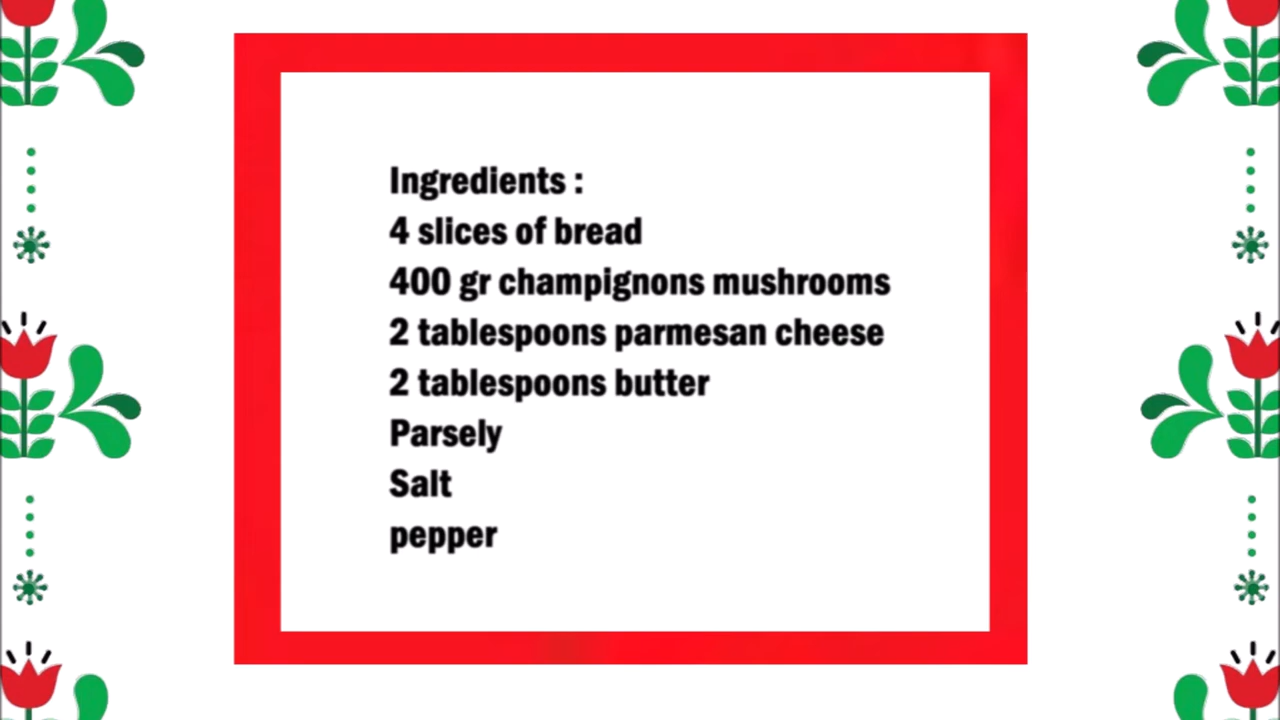 Ingredients :
4 slices of bread
400 gr champignons mushrooms
2 tablespoons parmesan cheese
2 tablespoons butter
Parsely
Salt
pepper